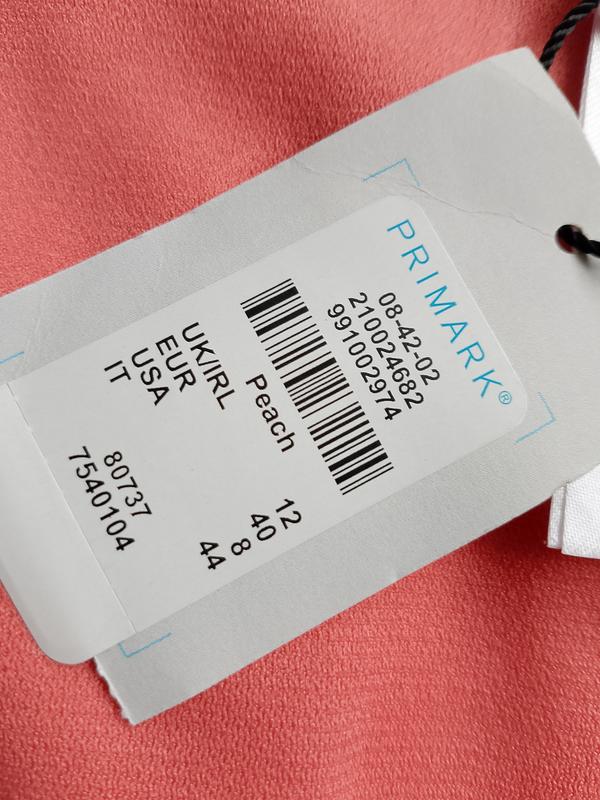 PRIMARK®
08-42-02
210024682
991002974
Peach
UK/IRL 12
EUR 40
USA 8
IT 44
80737
7540104